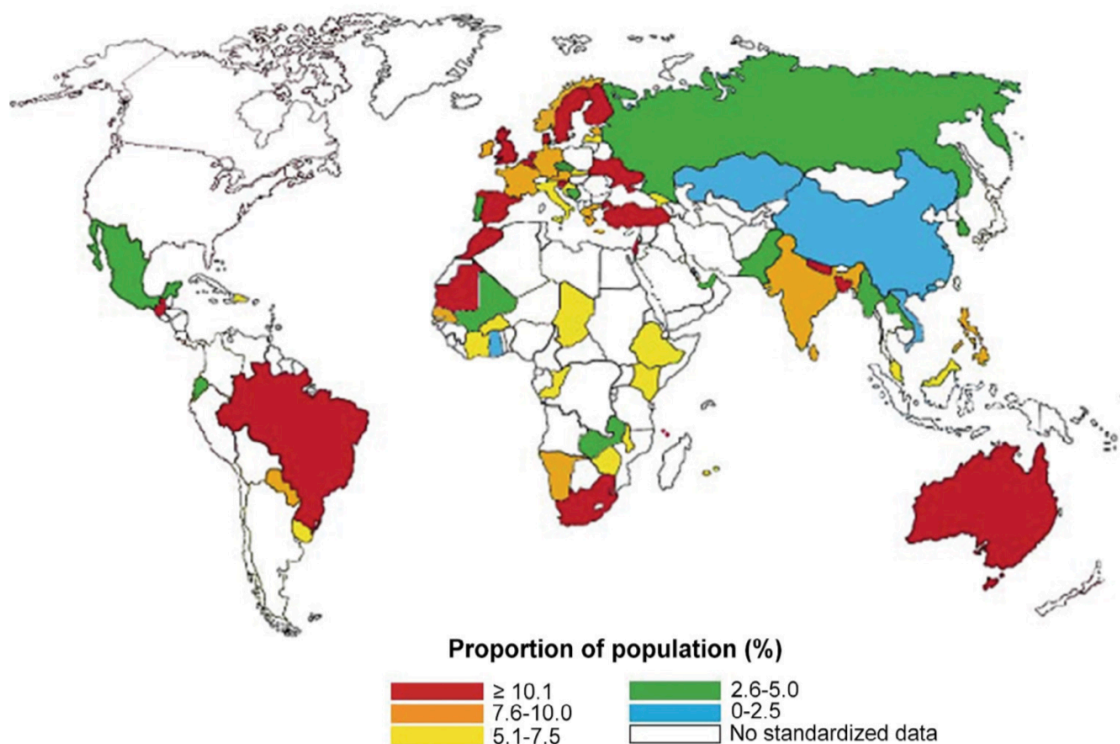 Proportion of population (%)
≥ 10.1
7.6-10.0
5.1-7.5
2.6-5.0
0-2.5
No standardized data